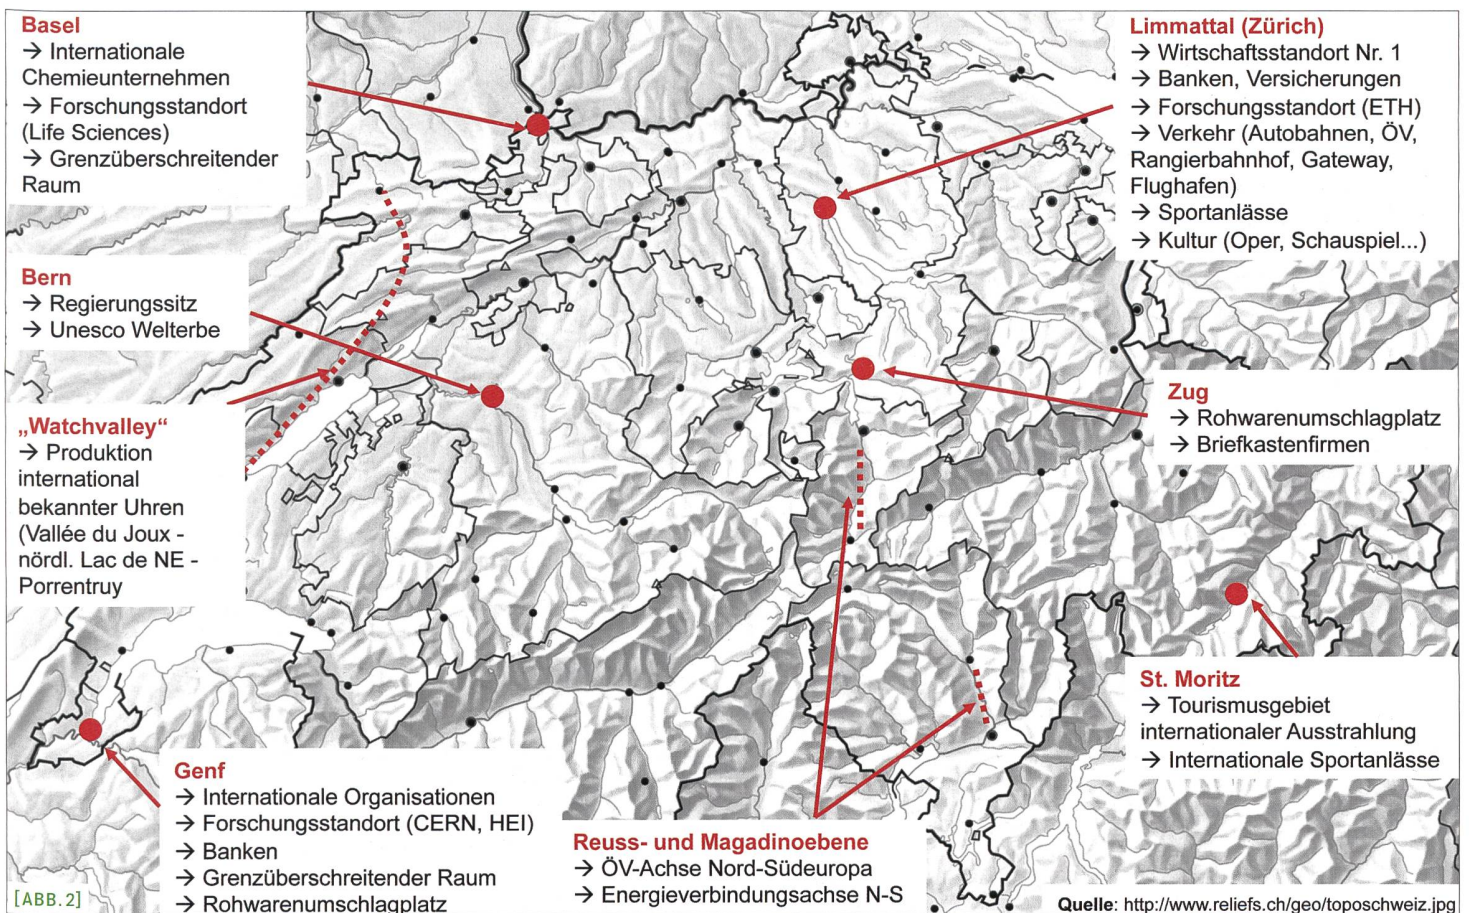 Basel
→ Internationale
Chemieunternehmen
→ Forschungsstandort
(Life Sciences)
→ Grenzüberschreitender
Raum
Limmattal (Zürich)
→ Wirtschaftsstandort Nr. 1
→ Banken, Versicherungen
→ Forschungsstandort (ETH)
→ Verkehr (Autobahnen, ÖV,
Rangierbahnhof, Gateway,
Flughafen)
→ Sportanlässe
→ Kultur (Oper, Schauspiel...)
Bern
→ Regierungssitz
→ Unesco Welterbe
„Watchvalley“
→ Produktion
international
bekannter Uhren
(Vallée du Joux -
nördl. Lac de NE -
Porrentruy
Zug
→ Rohwarenumschlagplatz
→ Briefkastenfirmen
St. Moritz
→ Tourismusgebiet
internationaler Ausstrahlung
→ Internationale Sportanlässe
Genf
→ Internationale Organisationen
→ Forschungsstandort (CERN, HEI)
→ Banken
→ Grenzüberschreitender Raum
→ Rohwarenumschlagplatz
Reuss- und Magadinoebene
→ ÖV-Achse Nord-Südeuropa
→ Energieverbindungsachse N-S
[ABB.2]
Quelle: http://www.reliefs.ch/geo/toposchweiz.jpg